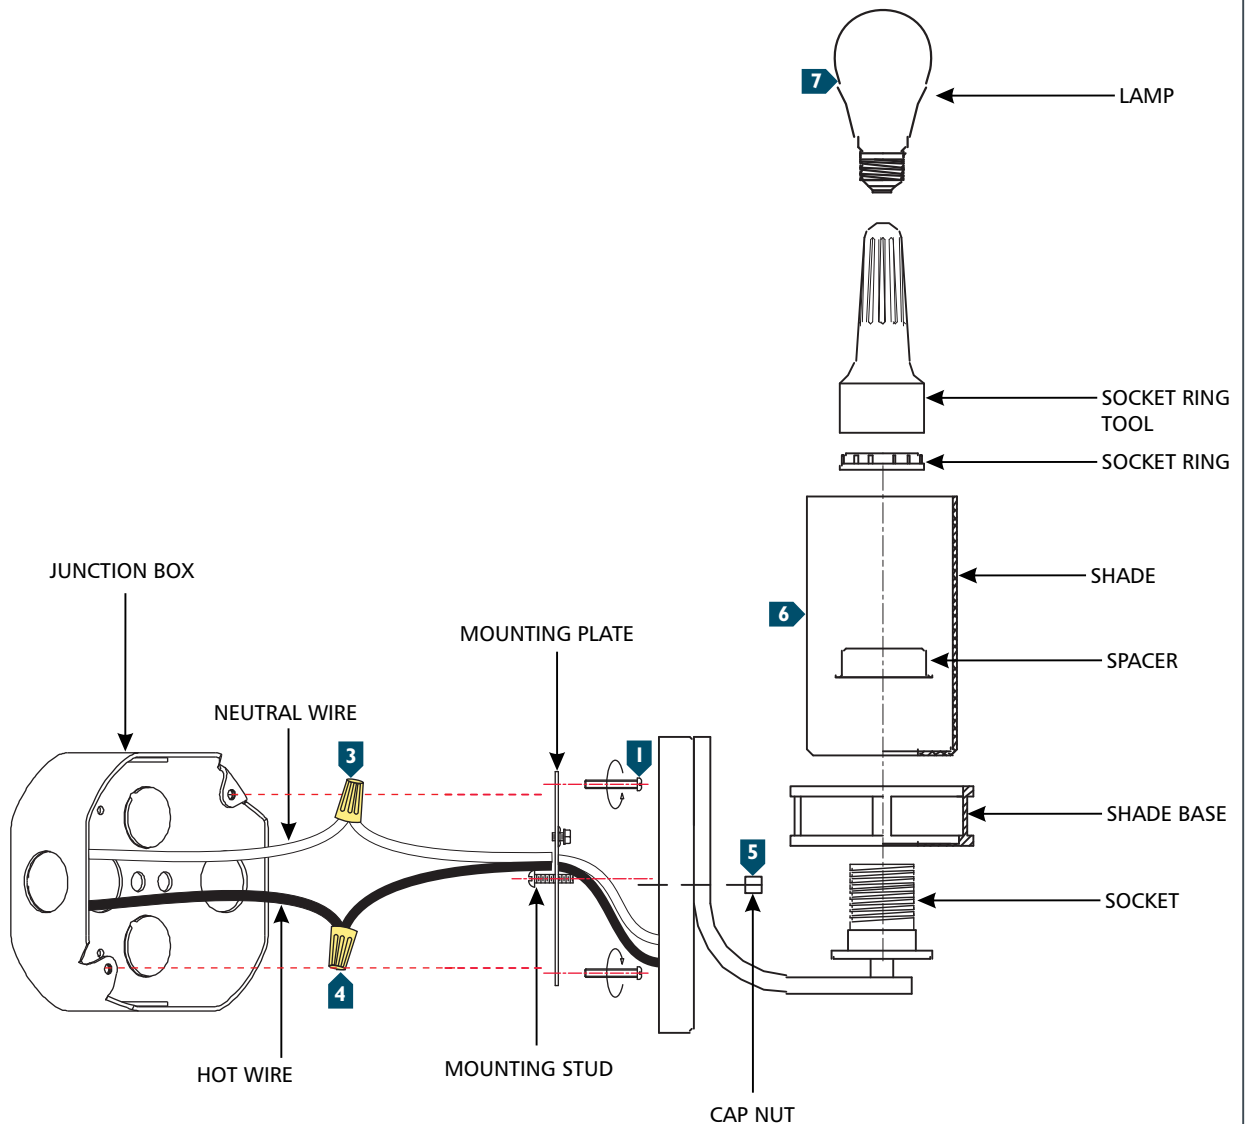 7
LAMP
SOCKET RING
TOOL
SOCKET RING
JUNCTION BOX
SHADE
6
MOUNTING PLATE
SPACER
NEUTRAL WIRE
3
1
SHADE BASE
5
SOCKET
4
HOT WIRE
MOUNTING STUD
CAP NUT